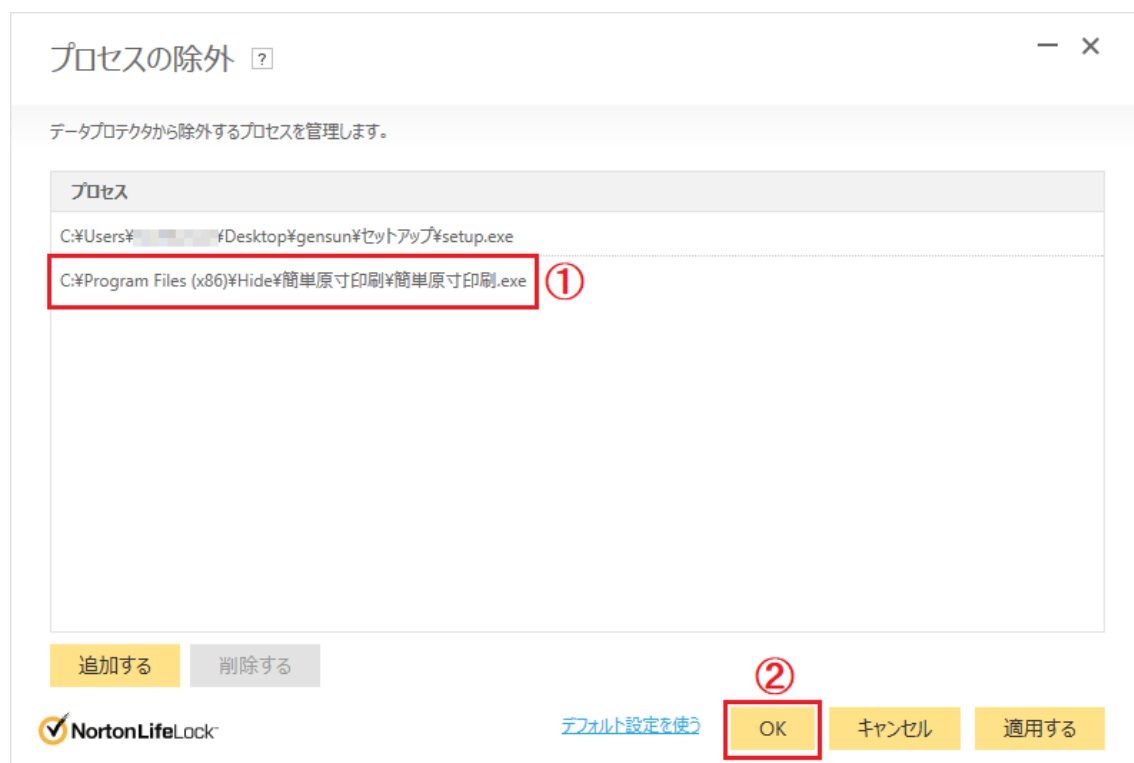 プロセスの除外 ?
データプロテクタから除外するプロセスを管理します。
プロセス
C:¥Users¥ ¥Desktop¥gensun¥セットアップ¥setup.exe
C:¥Program Files (x86)¥Hide¥簡単原寸印刷¥簡単原寸印刷.exe ①
追加する 削除する
②
NortonLifeLock デフォルト設定を使う OK キャンセル 適用する